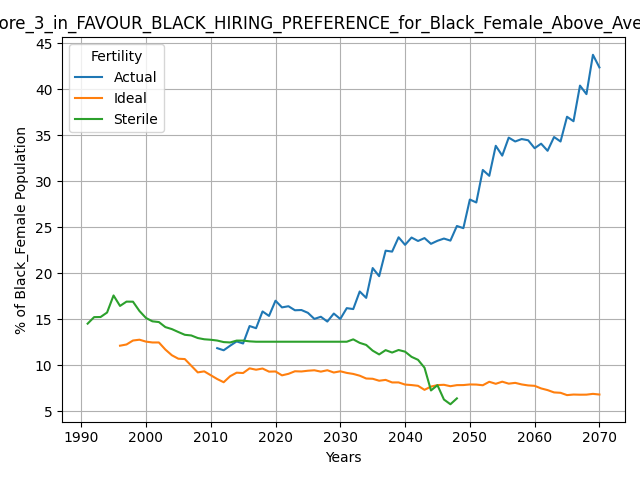 ore_3_in_FAVOUR_BLACK_HIRING_PREFERENCE_for_Black_Female_Above_Ave
45
40
35
30
25
20
15
10
5
% of Black_Female Population
Fertility
Actual
Ideal
Sterile
1990 2000 2010 2020 2030 2040 2050 2060 2070
Years